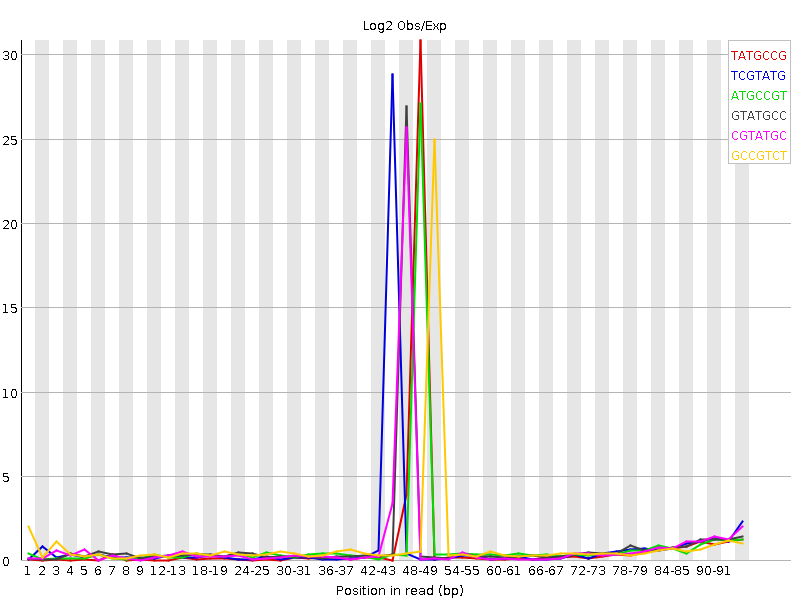 Log2 Obs/Exp
30
25
20
15
10
5
0
TATGCCG
TCGTATG
ATGCCGT
GTATGCC
CGTATGC
GCCGTCT
1 2 3 4 5 6 7 8 9 12-13 18-19 24-25 30-31 36-37 42-43 48-49 54-55 60-61 66-67 72-73 78-79 84-85 90-91
Position in read (bp)